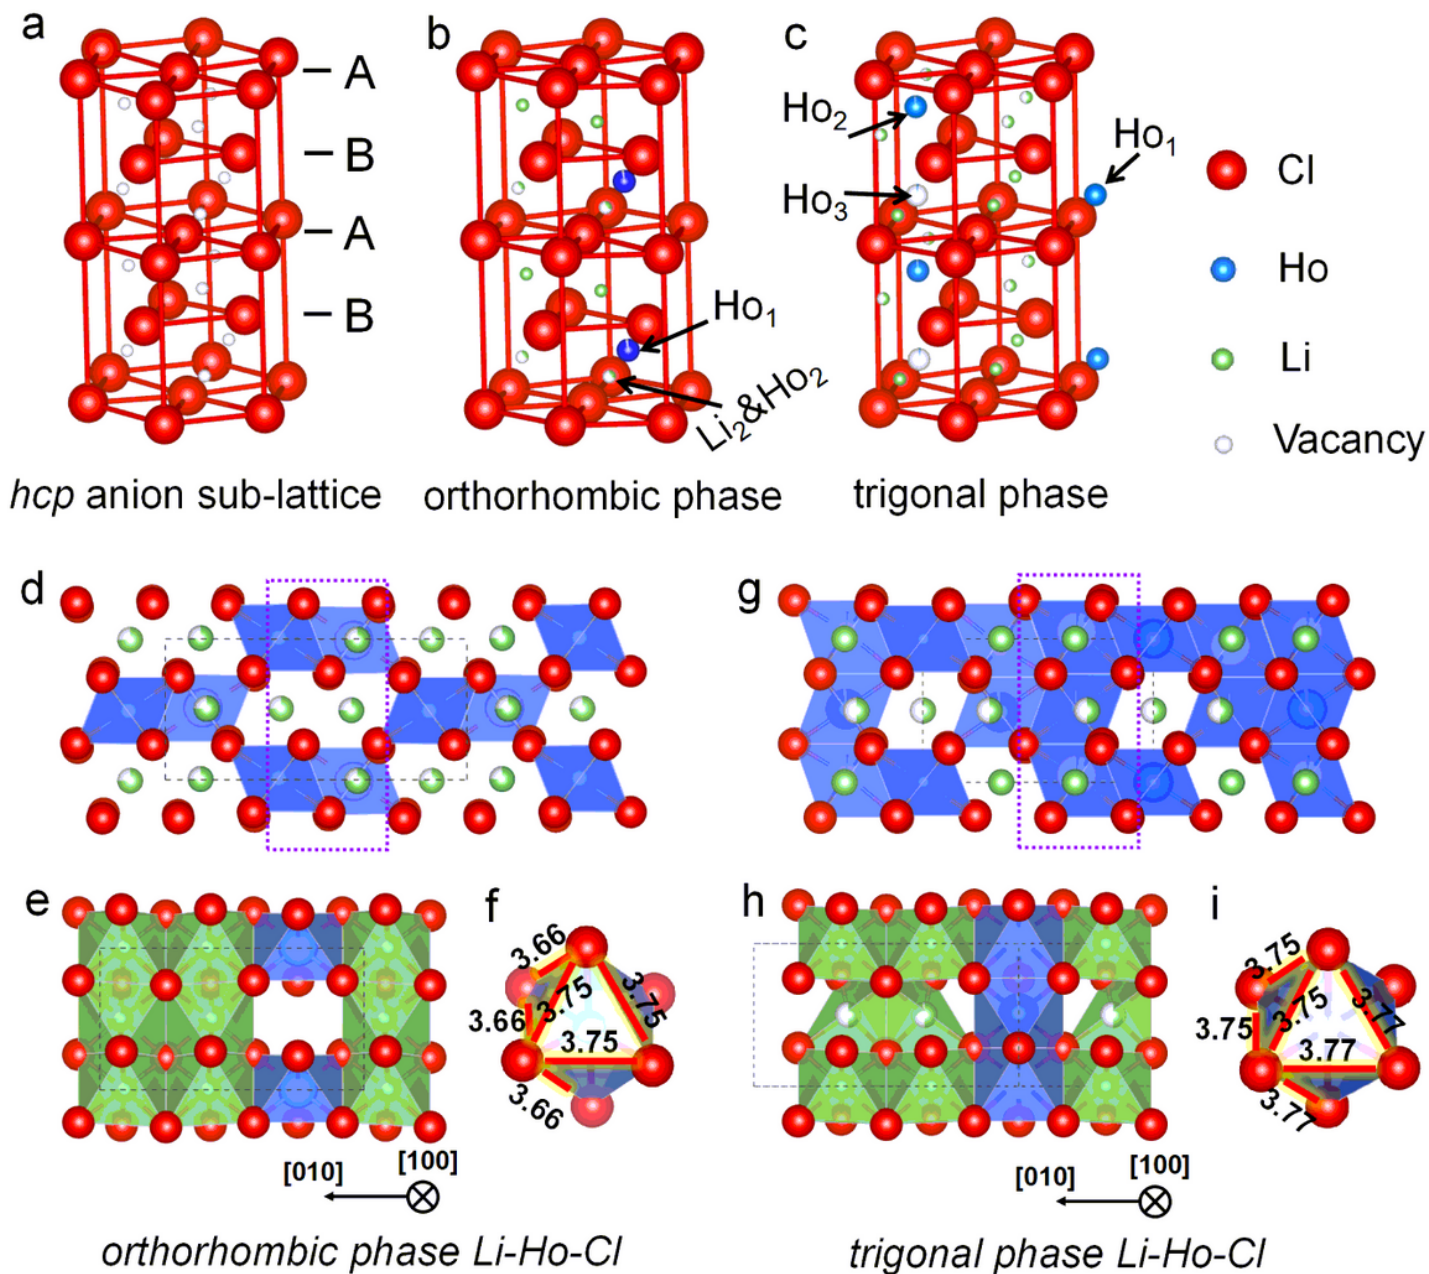 a
A
B
A
B
hcp anion sub-lattice
b
Ho₁
Li₂&Ho₂
orthorhombic phase
c
Ho₂
Ho₁
Ho₃
trigonal phase
Cl
Ho
Li
Vacancy
d
g
e
f
3.66
3.75
3.75
3.66
3.75
3.66
[100]
[010]
orthorhombic phase Li-Ho-Cl
h
i
3.75
3.75
3.77
3.75
3.77
3.77
[100]
[010]
trigonal phase Li-Ho-Cl